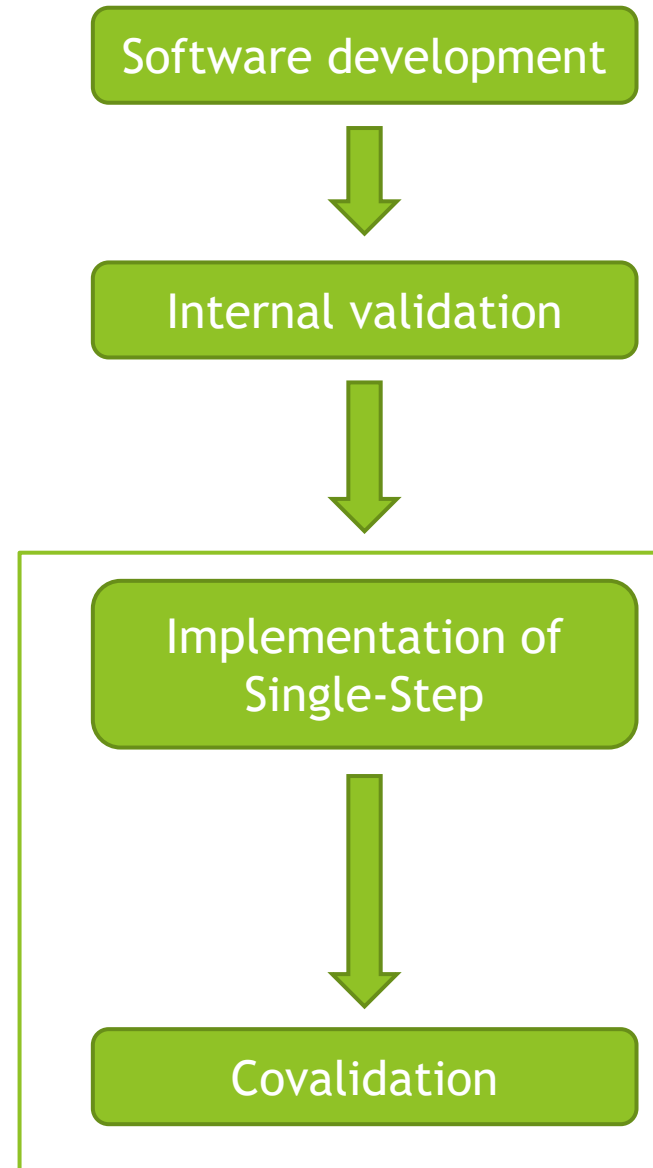 Software development
Internal validation
Implementation of
Single-Step
Covalidation